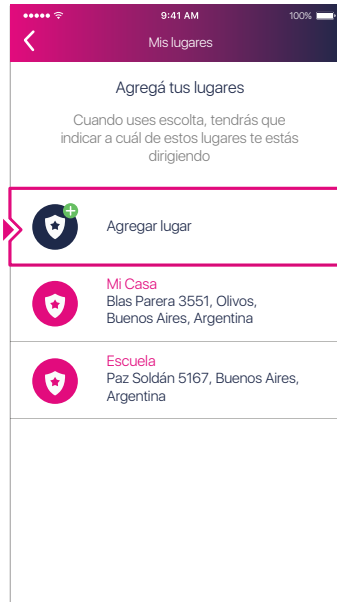 9:41 AM
100%
Mis lugares
Agregá tus lugares
Cuando uses escolta, tendrás que
indicar a cuál de estos lugares te estás
dirigiendo
Agregar lugar
Mi Casa
Blas Parera 3551, Olivos,
Buenos Aires, Argentina
Escuela
Paz Soldán 5167, Buenos Aires,
Argentina